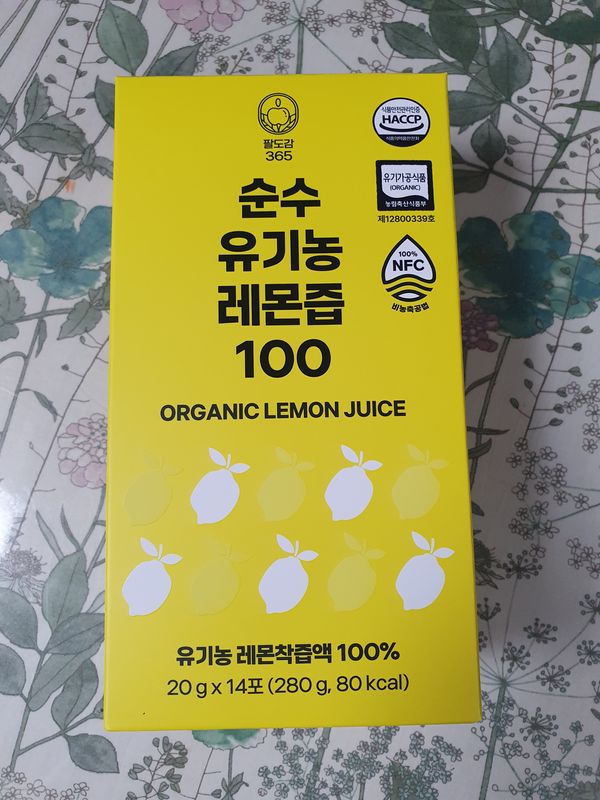 팔도감
365
식품안전관리인증
HACCP
식품의약품안전처
유기가공식품
(ORGANIC)
농림축산식품부
제12800339호
100%
NFC
비농축공법
순수
유기농
레몬즙
100
ORGANIC LEMON JUICE
유기농 레몬착즙액 100%
20 g x 14포 (280 g, 80 kcal)